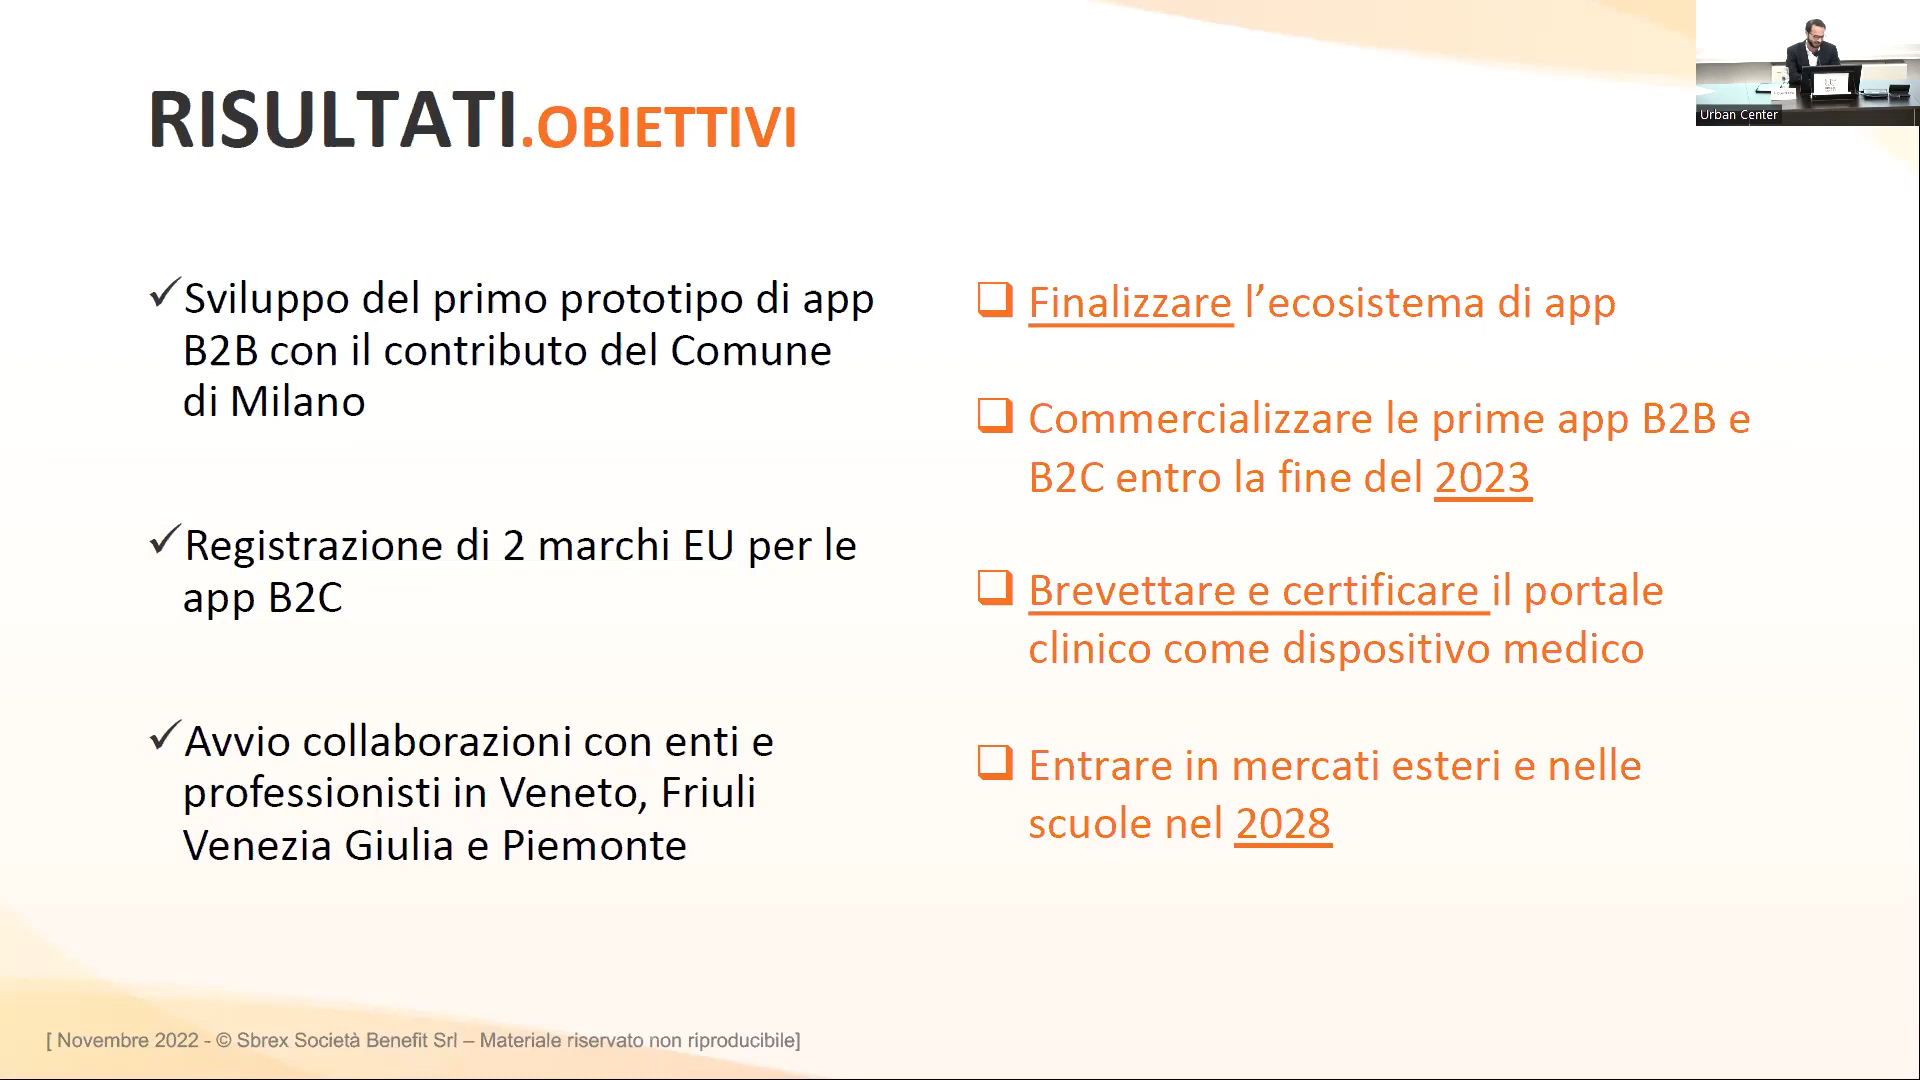 RISULTATI.OBIETTIVI
Urban Center
Sviluppo del primo prototipo di app
B2B con il contributo del Comune
di Milano
Registrazione di 2 marchi EU per le
app B2C
Avvio collaborazioni con enti e
professionisti in Veneto, Friuli
Venezia Giulia e Piemonte
Finalizzare l’ecosistema di app
Commercializzare le prime app B2B e
B2C entro la fine del 2023
Brevettare e certificare il portale
clinico come dispositivo medico
Entrare in mercati esteri e nelle
scuole nel 2028
[ Novembre 2022 - © Sbrex Società Benefit Srl – Materiale riservato non riproducibile]